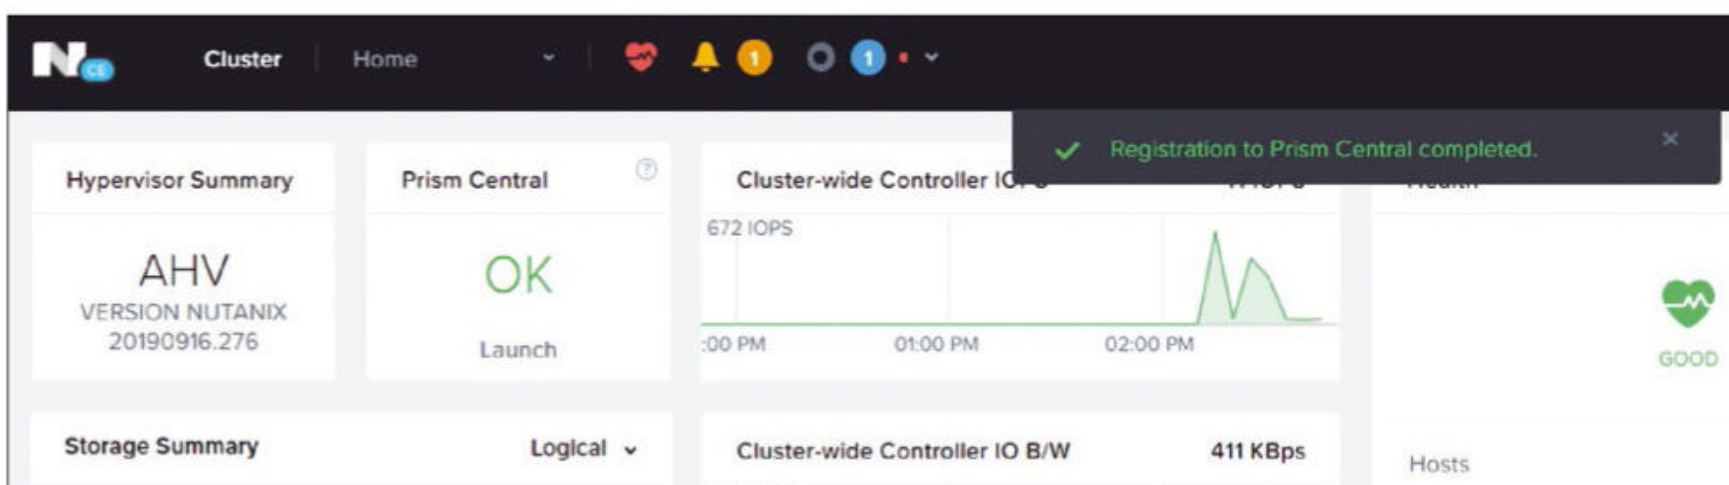 N CE Cluster Home 1 1
Registration to Prism Central completed.
Hypervisor Summary
AHV
VERSION NUTANIX
20190916.276
Prism Central
OK
Launch
Cluster-wide Controller
672 IOPS
:00 PM 01:00 PM 02:00 PM
GOOD
Storage Summary Logical
Cluster-wide Controller IO B/W 411 KBps
Hosts